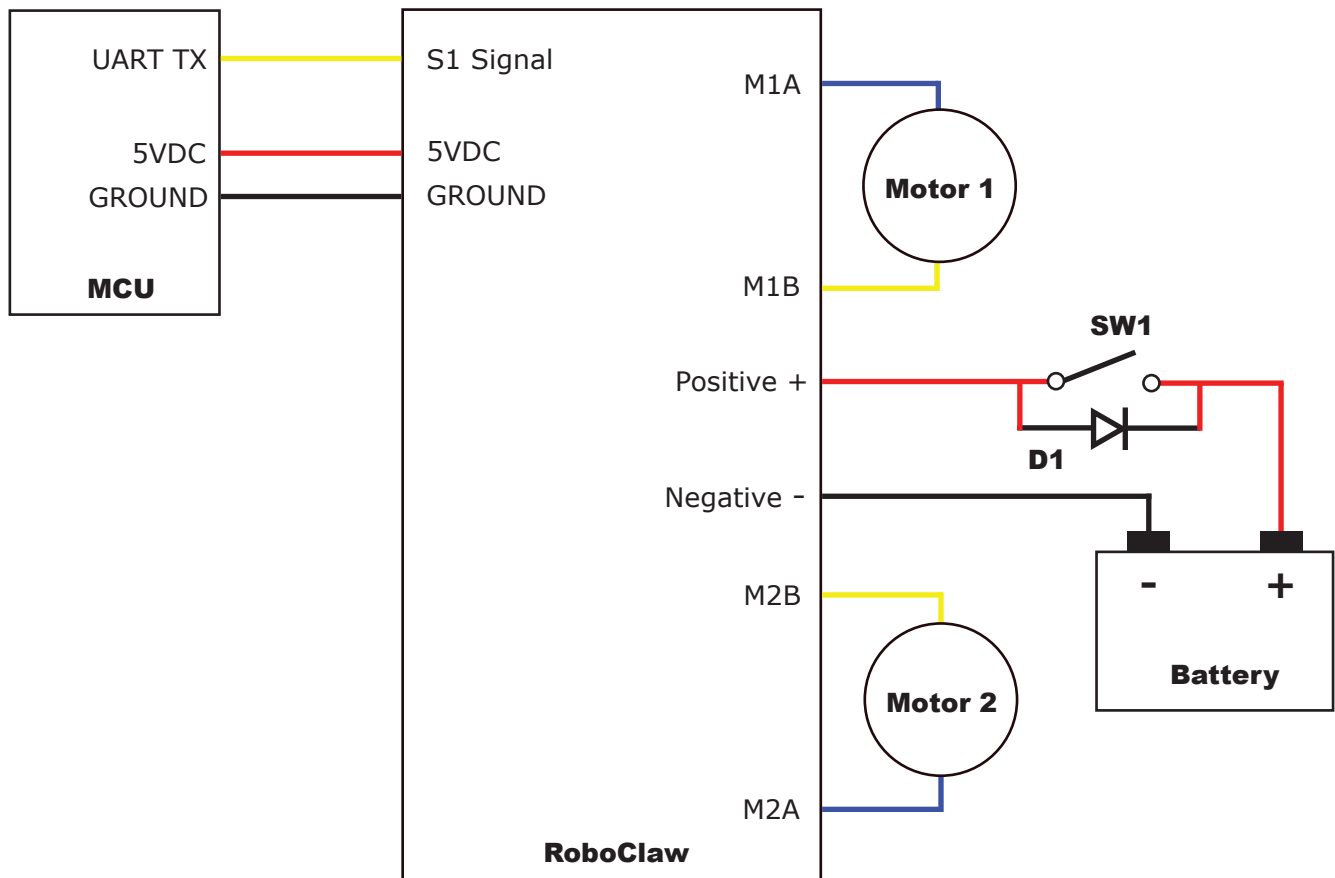 UART TX
5VDC
GROUND
MCU
S1 Signal
5VDC
GROUND
M1A
Motor 1
M1B
SW1
Positive +
D1
Negative -
- +
Battery
M2B
Motor 2
M2A
RoboClaw